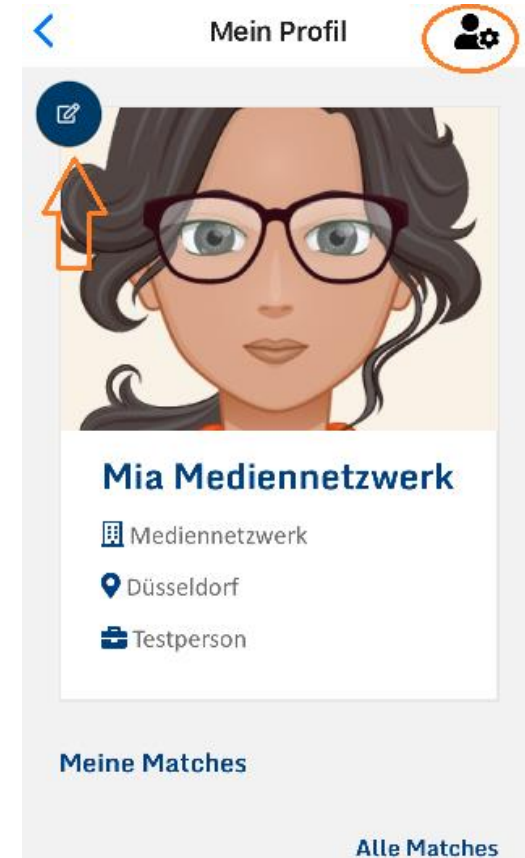 Mein Profil
Mia Mediennetzwerk
Mediennetzwerk
Düsseldorf
Testperson
Meine Matches
Alle Matches